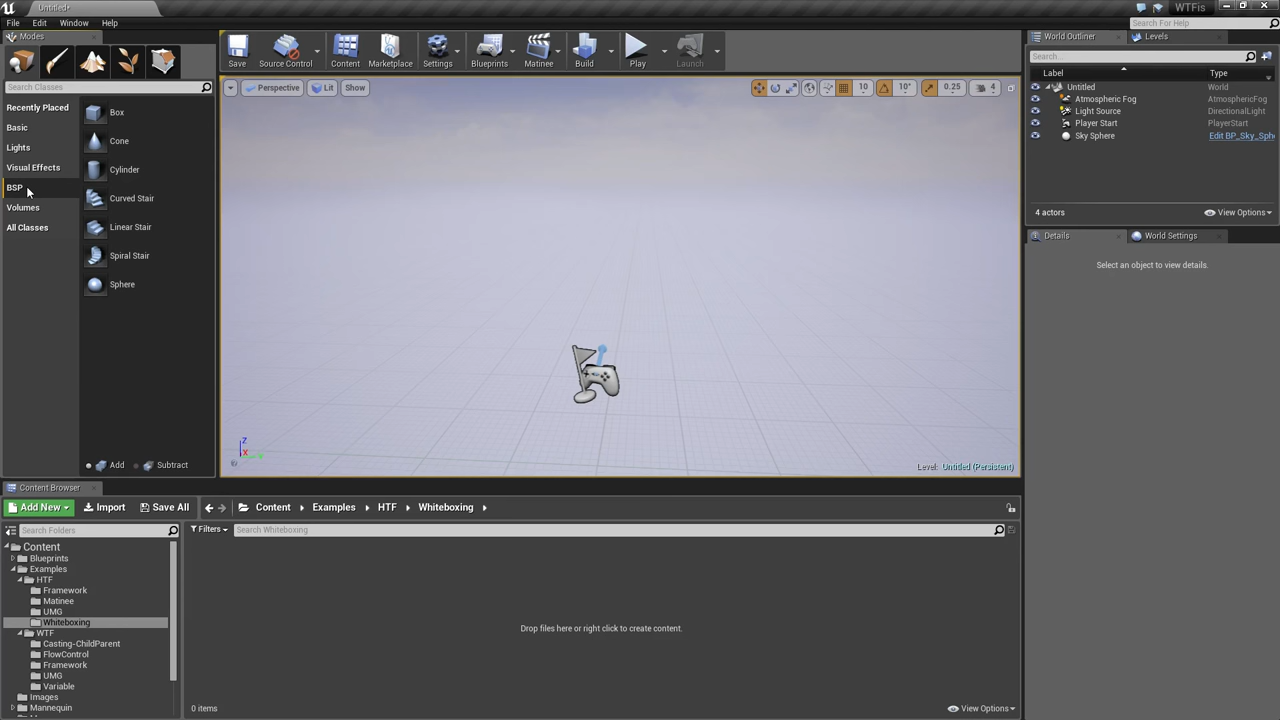 Untitled*
WTFis
File Edit Window Help
Search For Help
Modes
Search Classes
Recently Placed
Basic
Lights
Visual Effects
BSP
Volumes
All Classes
Box
Cone
Cylinder
Curved Stair
Linear Stair
Spiral Stair
Sphere
Add Subtract
Save Source Control Content Marketplace Settings Blueprints Matinee Build Play Launch
Perspective Lit Show
10 10° 0.25 4
Z
X
Level: Untitled (Persistent)
World Outliner Levels
Search...
Label Type
Untitled World
Atmospheric Fog AtmosphericFog
Light Source DirectionalLight
Player Start PlayerStart
Sky Sphere Edit BP_Sky_Sph
4 actors View Options
Details World Settings
Select an object to view details.
Content Browser
Add New Import Save All Content Examples HTF Whiteboxing
Search Folders
Filters Search Whiteboxing
Content
Blueprints
Examples
HTF
Framework
Matinee
UMG
Whiteboxing
WTF
Casting-ChildParent
FlowControl
Framework
UMG
Variable
Images
Mannequin
Drop files here or right click to create content.
0 items View Options